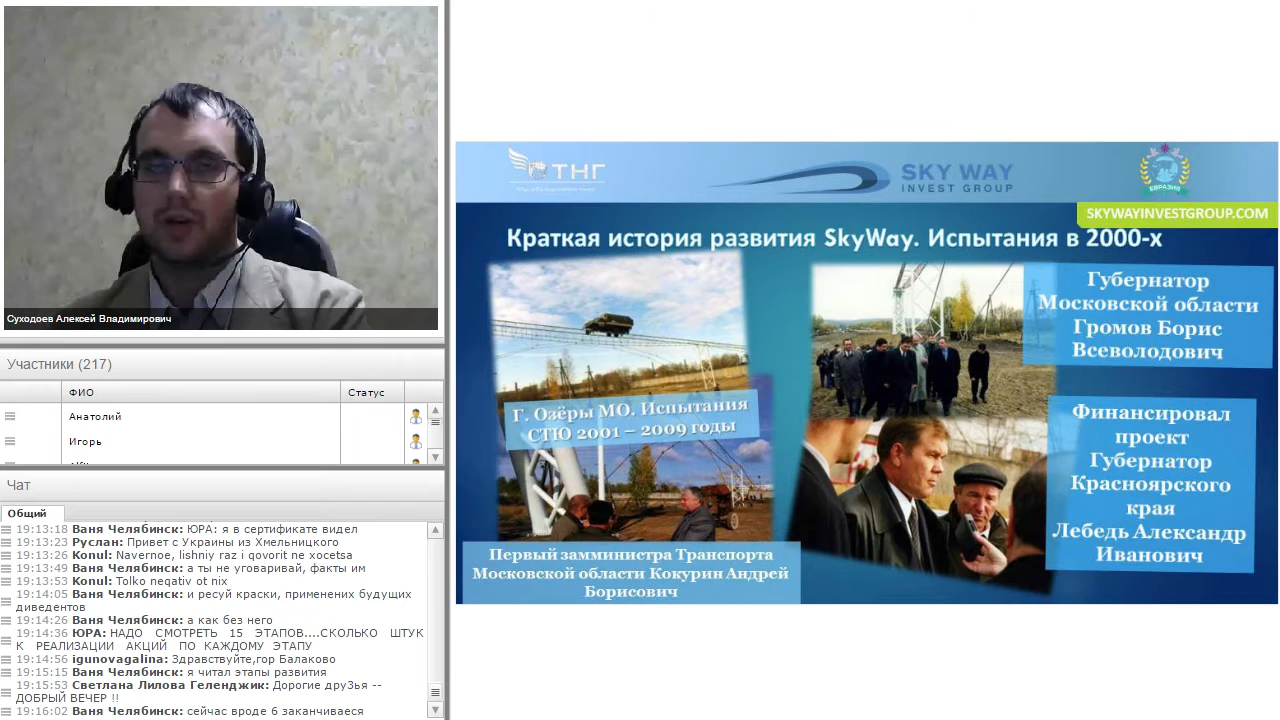 Суходоев Алексей Владимирович
Участники (217)
ФИО
Статус
Анатолий
Игорь
Чат
Общий
19:13:18 Ваня Челябинск: ЮРА: я в сертификате видел
19:13:23 Руслан: Привет с Украины из Хмельницкого
19:13:26 Konul: Navernoe, lishniy raz i qovorit ne xocetsa
19:13:49 Ваня Челябинск: а ты не уговаривай, факты им
19:13:53 Konul: Tolko neqativ ot nix
19:14:05 Ваня Челябинск: и ресуй краски, применених будущих
диведентов
19:14:26 Ваня Челябинск: а как без него
19:14:36 ЮРА: НАДО СМОТРЕТЬ 15 ЭТАПОВ....СКОЛЬКО ШТУК
К РЕАЛИЗАЦИИ АКЦИЙ ПО КАЖДОМУ ЭТАПУ
19:14:56 igunovagalina: Здравствуйте,гор Балаково
19:15:15 Ваня Челябинск: я читал этапы развития
19:15:53 Светлана Лилова Геленджик: Дорогие друЗья --
ДОБРЫЙ ВЕЧЕР !!
19:16:02 Ваня Челябинск: сейчас вроде 6 заканчиваеся
ТНГ
SKY WAY
INVEST GROUP
ЕВРАЗИЯ
SKYWAYINVESTGROUP.COM
Краткая история развития SkyWay. Испытания в 2000-х
Г. Озёры МО. Испытания
СТЮ 2001 – 2009 годы
Первый замминистра Транспорта
Московской области Кокурин Андрей
Борисович
Губернатор
Московской области
Громов Борис
Всеволодович
Финансировал
проект
Губернатор
Красноярского
края
Лебедь Александр
Иванович